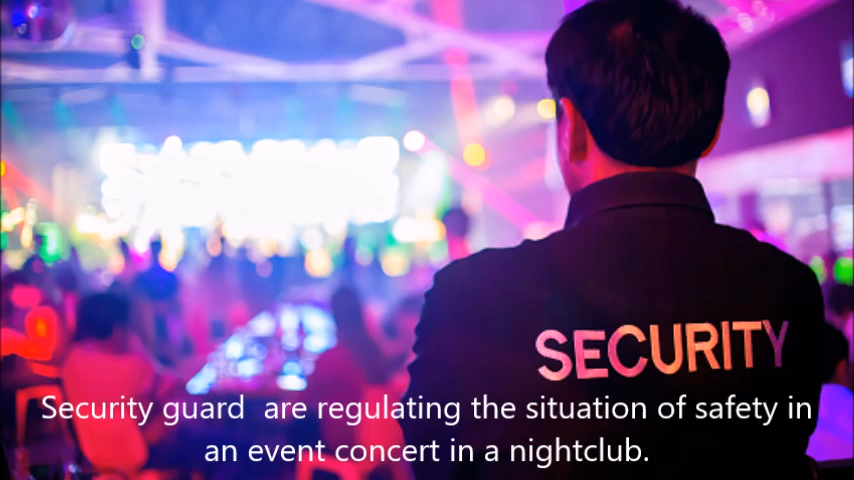 SECURITY
Security guard  are regulating the situation of safety in
an event concert in a nightclub.